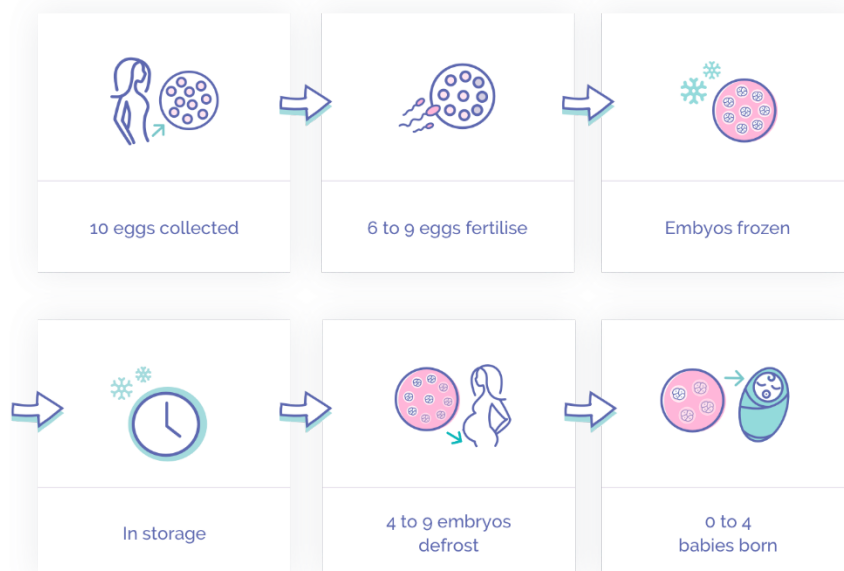 10 eggs collected
6 to 9 eggs fertilise
Embyos frozen
In storage
4 to 9 embryos
defrost
0 to 4
babies born